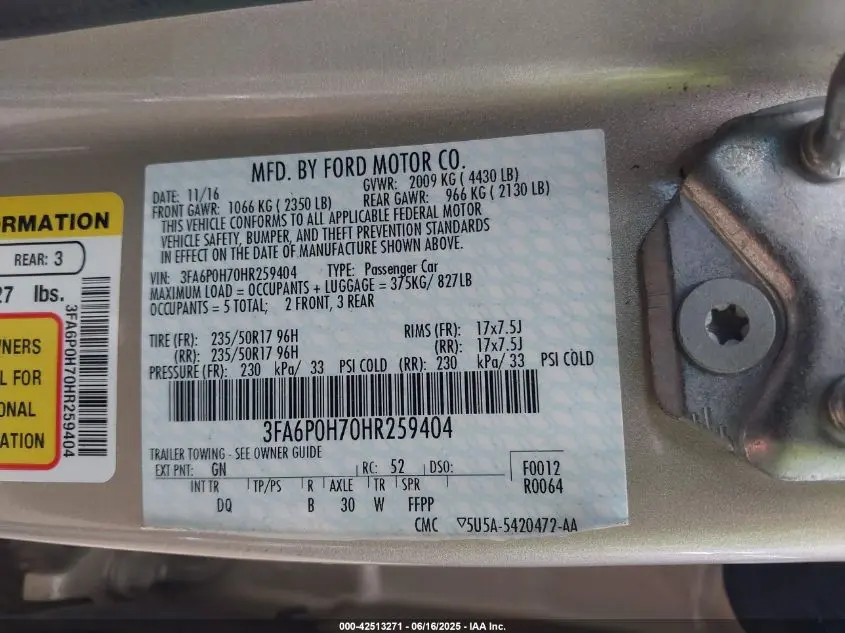 ORMATION
REAR: 3
27 lbs.
NERS
L FOR
ONAL
ATION
3FA6P0H70HR259404
MFD. BY FORD MOTOR CO.
DATE: 11/16 GVWR: 2009 KG ( 4430 LB)
FRONT GAWR: 1066 KG ( 2350 LB) REAR GAWR: 966 KG ( 2130 LB)
THIS VEHICLE CONFORMS TO ALL APPLICABLE FEDERAL MOTOR
VEHICLE SAFETY, BUMPER, AND THEFT PREVENTION STANDARDS
IN EFFECT ON THE DATE OF MANUFACTURE SHOWN ABOVE.
VIN: 3FA6P0H70HR259404 TYPE: Passenger Car
MAXIMUM LOAD = OCCUPANTS + LUGGAGE = 375KG/ 827LB
OCCUPANTS = 5 TOTAL; 2 FRONT, 3 REAR
TIRE (FR): 235/50R17 96H RIMS (FR): 17x7.5J
(RR): 235/50R17 96H (RR): 17x7.5J
PRESSURE (FR): 230 kPa/ 33 PSI COLD (RR): 230 kPa/ 33 PSI COLD
3FA6P0H70HR259404
TRAILER TOWING - SEE OWNER GUIDE
EXT PNT: GN RC: 52 DSO: F0012
INT TR TP/PS R AXLE TR SPR R0064
DQ B 30 W FFPP
CMC 5U5A-5420472-AA
000-42513271 - 06/16/2025 - IAA Inc.